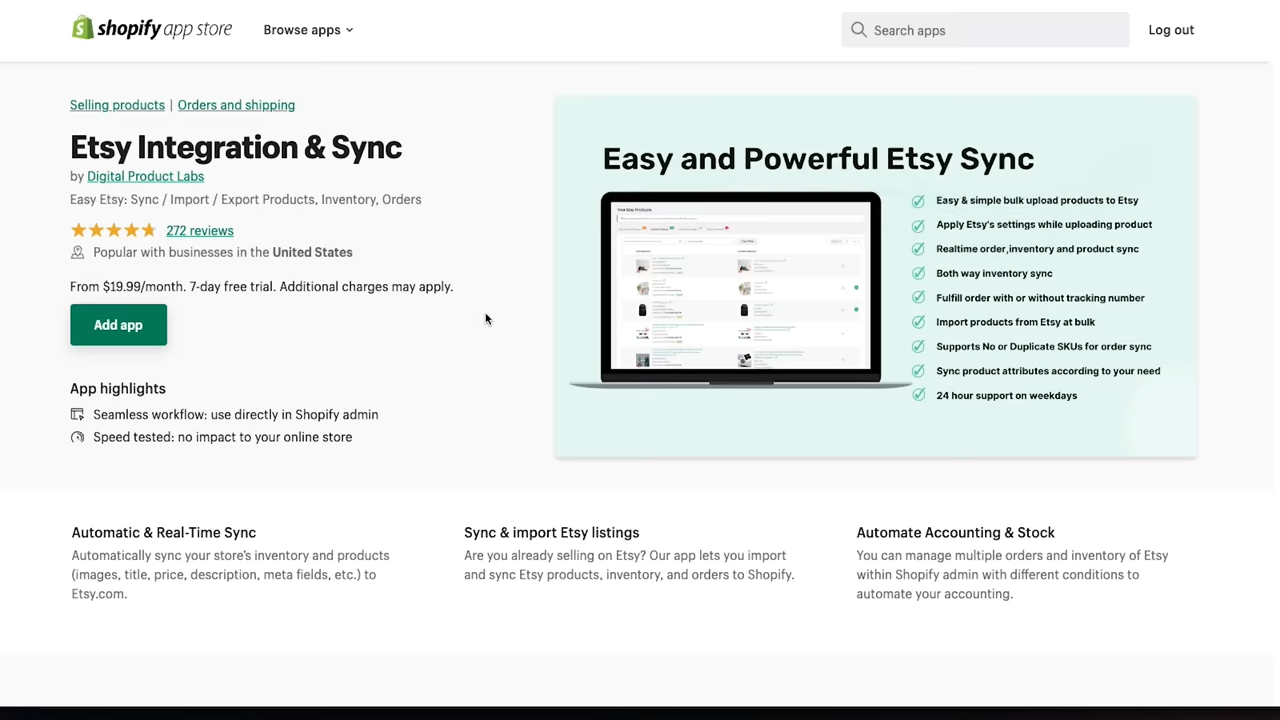 shopify app store
Browse apps
Search apps
Log out
Selling products | Orders and shipping
Etsy Integration & Sync
by Digital Product Labs
Easy Etsy: Sync / Import / Export Products, Inventory, Orders
272 reviews
Popular with businesses in the United States
From $19.99/month. 7-day free trial. Additional charges may apply.
Add app
App highlights
Seamless workflow: use directly in Shopify admin
Speed tested: no impact to your online store
Easy and Powerful Etsy Sync
Your Etsy Products
Easy & simple bulk upload products to Etsy
Apply Etsy's settings while uploading product
Realtime order,inventory and product sync
Both way inventory sync
Fulfill order with or without tracking number
Import products from Etsy at bulk
Supports No or Duplicate SKUs for order sync
Sync product attributes according to your need
24 hour support on weekdays
Automatic & Real-Time Sync
Automatically sync your store's inventory and products
(images, title, price, description, meta fields, etc.) to
Etsy.com.
Sync & import Etsy listings
Are you already selling on Etsy? Our app lets you import
and sync Etsy products, inventory, and orders to Shopify.
Automate Accounting & Stock
You can manage multiple orders and inventory of Etsy
within Shopify admin with different conditions to
automate your accounting.